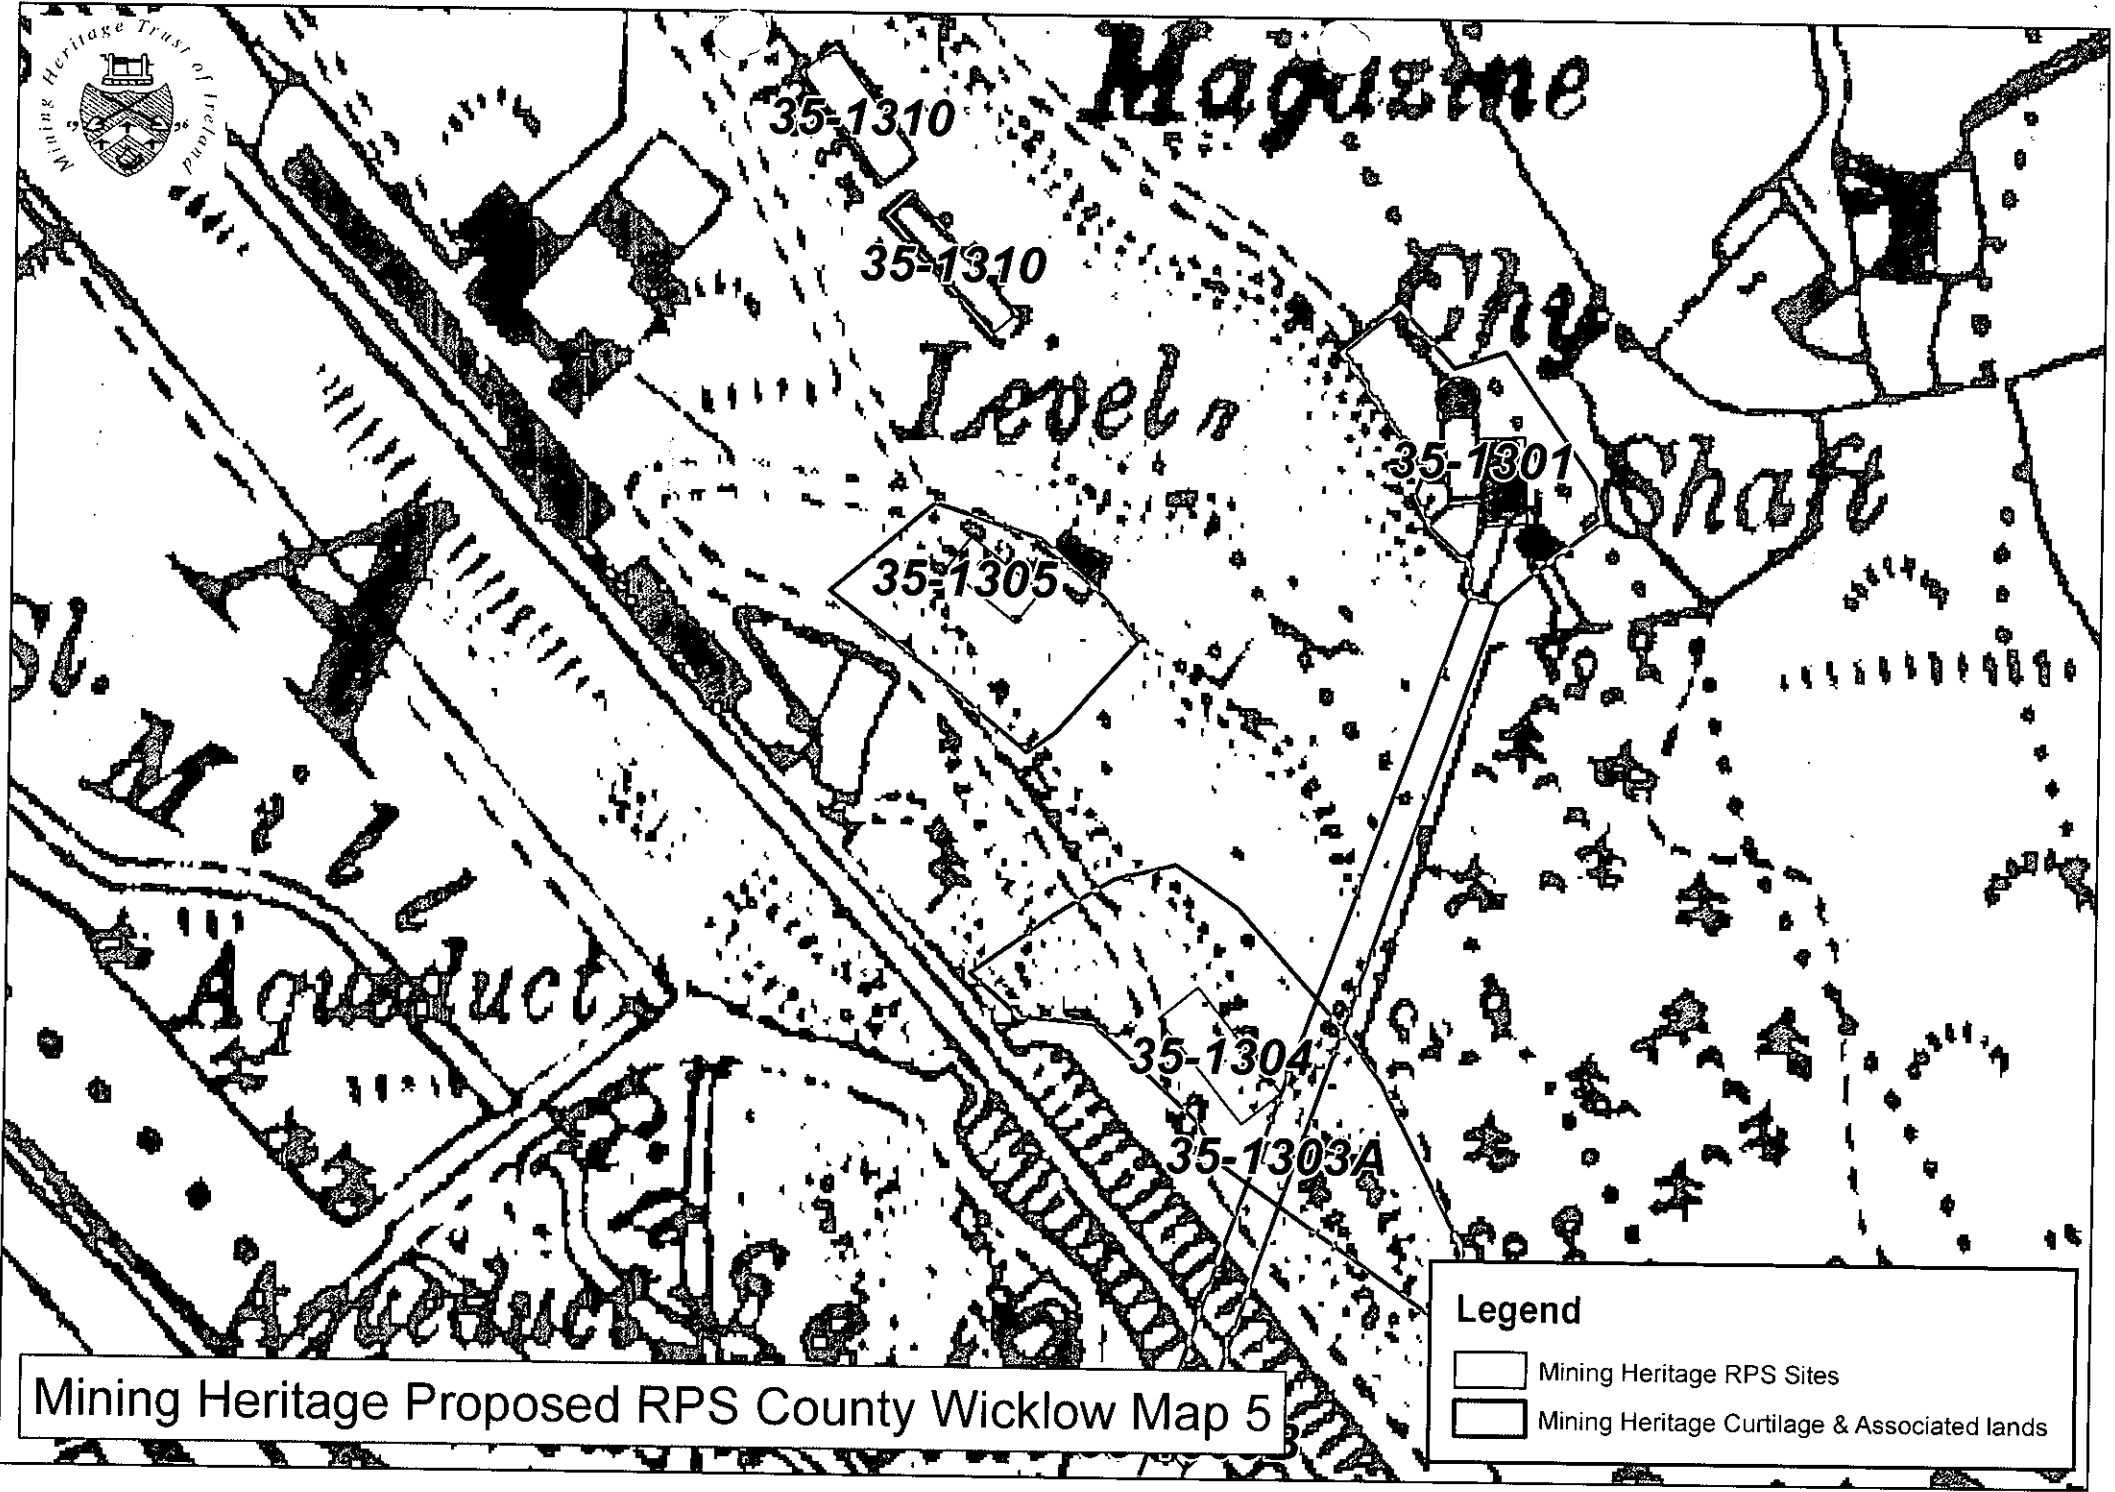 Mining Heritage Trust of Ireland
19 96
Magazine
35-1310
35-1310
Chy
Level
35-1301
Shaft
35-1305
Mill
Aqueduct
35-1304
35-1303A
Aqueduct
Mining Heritage Proposed RPS County Wicklow Map 5
Legend
Mining Heritage RPS Sites
Mining Heritage Curtilage & Associated lands